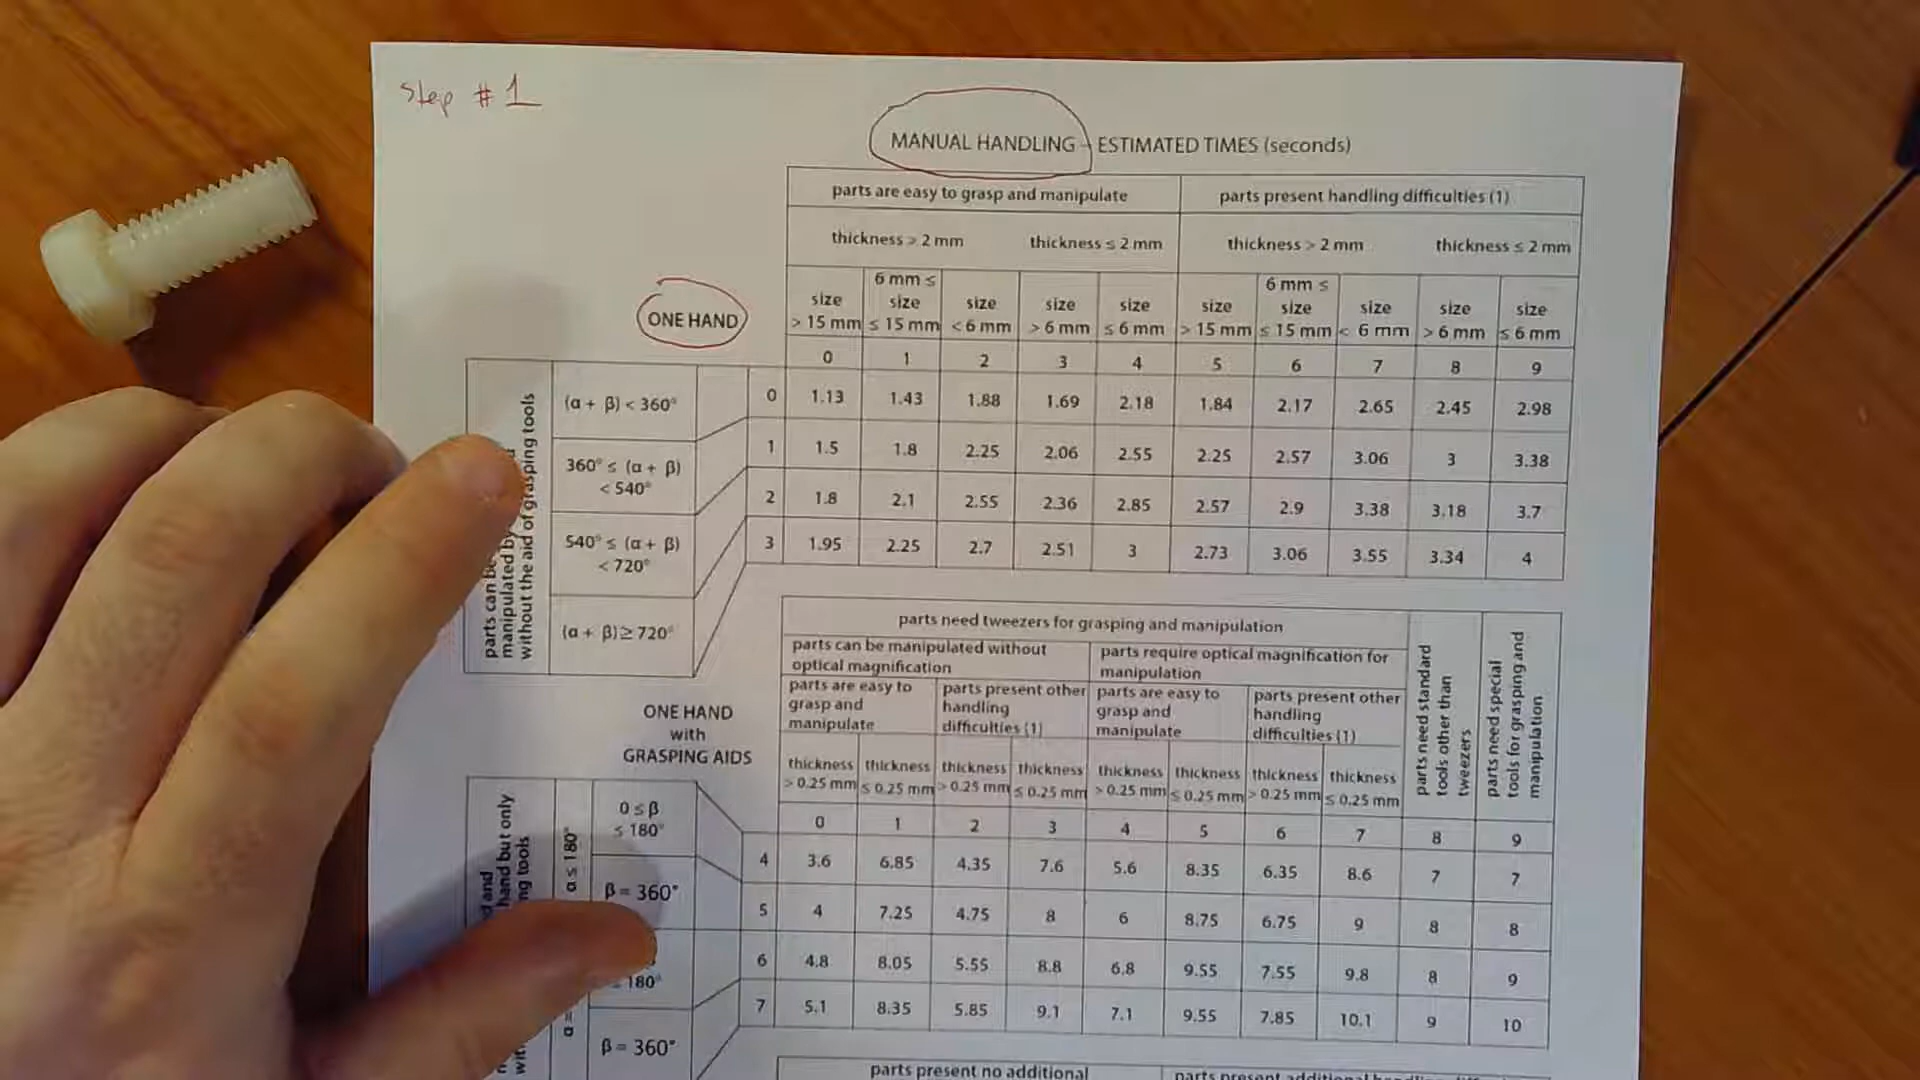 Step # 1
MANUAL HANDLING - ESTIMATED TIMES (seconds)
parts are easy to grasp and manipulate parts present handling difficulties (1)
thickness > 2 mm thickness ≤ 2 mm thickness > 2 mm thickness ≤ 2 mm
ONE HAND
size > 15 mm
6 mm ≤ size ≤ 15 mm
size < 6 mm
size > 6 mm
size ≤ 6 mm
size > 15 mm
6 mm ≤ size ≤ 15 mm
size < 6 mm
size > 6 mm
size ≤ 6 mm
0 1 2 3 4 5 6 7 8 9
without the aid of grasping tools
(α + β) < 360°
360° ≤ (α + β)
< 540°
540° ≤ (α + β)
< 720°
(α + β) ≥ 720°
0 1.13 1.43 1.88 1.69 2.18 1.84 2.17 2.65 2.45 2.98
1 1.5 1.8 2.25 2.06 2.55 2.25 2.57 3.06 3 3.38
2 1.8 2.1 2.55 2.36 2.85 2.57 2.9 3.38 3.18 3.7
3 1.95 2.25 2.7 2.51 3 2.73 3.06 3.55 3.34 4
parts can
manipulated by
ONE HAND
with
GRASPING AIDS
parts need tweezers for grasping and manipulation
parts can be manipulated without
optical magnification
parts require optical magnification for
manipulation
parts are easy to
grasp and
manipulate
parts present other
handling
difficulties (1)
parts are easy to
grasp and
manipulate
parts present other
handling
difficulties (1)
parts need standard
tools other than
tweezers
parts need special
tools for grasping and
manipulation
thickness > 0.25 mm
thickness ≤ 0.25 mm
thickness > 0.25 mm
thickness ≤ 0.25 mm
thickness > 0.25 mm
thickness ≤ 0.25 mm
thickness > 0.25 mm
thickness ≤ 0.25 mm
0 1 2 3 4 5 6 7 8 9
and
hand but only
tools
α ≤ 180°
0 ≤ β
≤ 180°
β = 360°
≤ 180°
β = 360°
4 3.6 6.85 4.35 7.6 5.6 8.35 6.35 8.6 7 7
5 4 7.25 4.75 8 6 8.75 6.75 9 8 8
6 4.8 8.05 5.55 8.8 6.8 9.55 7.55 9.8 8 9
7 5.1 8.35 5.85 9.1 7.1 9.55 7.85 10.1 9 10
parts present no additional